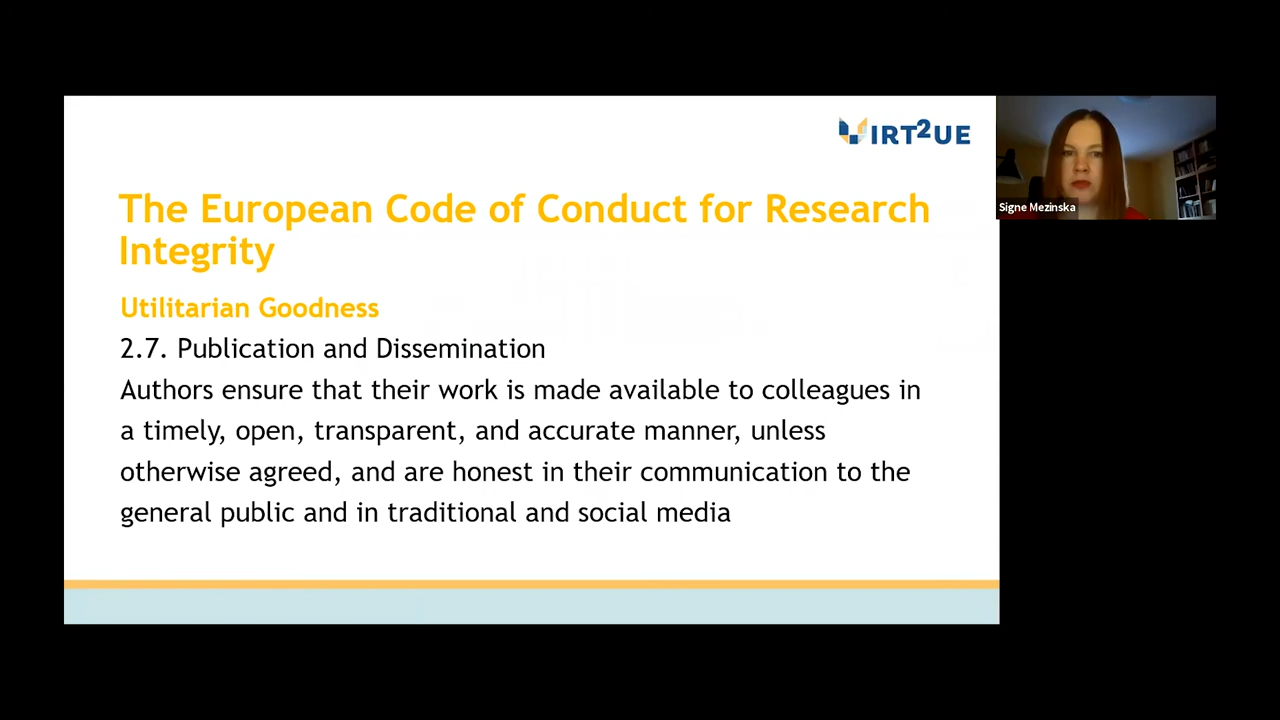 VIRT2UE
The European Code of Conduct for Research
Integrity
Utilitarian Goodness
2.7. Publication and Dissemination
Authors ensure that their work is made available to colleagues in
a timely, open, transparent, and accurate manner, unless
otherwise agreed, and are honest in their communication to the
general public and in traditional and social media
Signe Mezinska